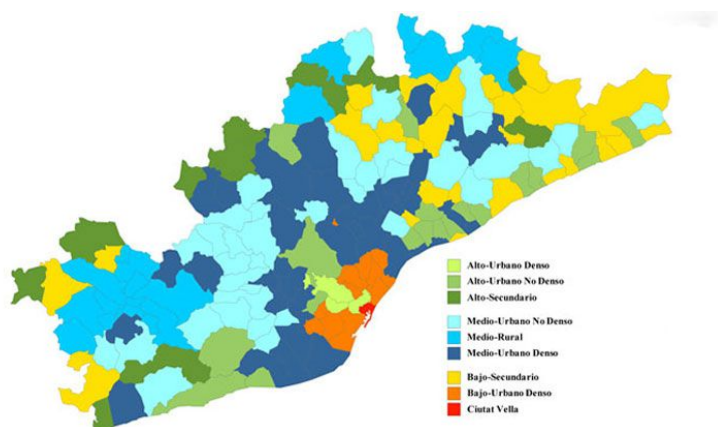 Alto-Urbano Denso
Alto-Urbano No Denso
Alto-Secundario
Medio-Urbano No Denso
Medio-Rural
Medio-Urbano Denso
Bajo-Secundario
Bajo-Urbano Denso
Ciutat Vella